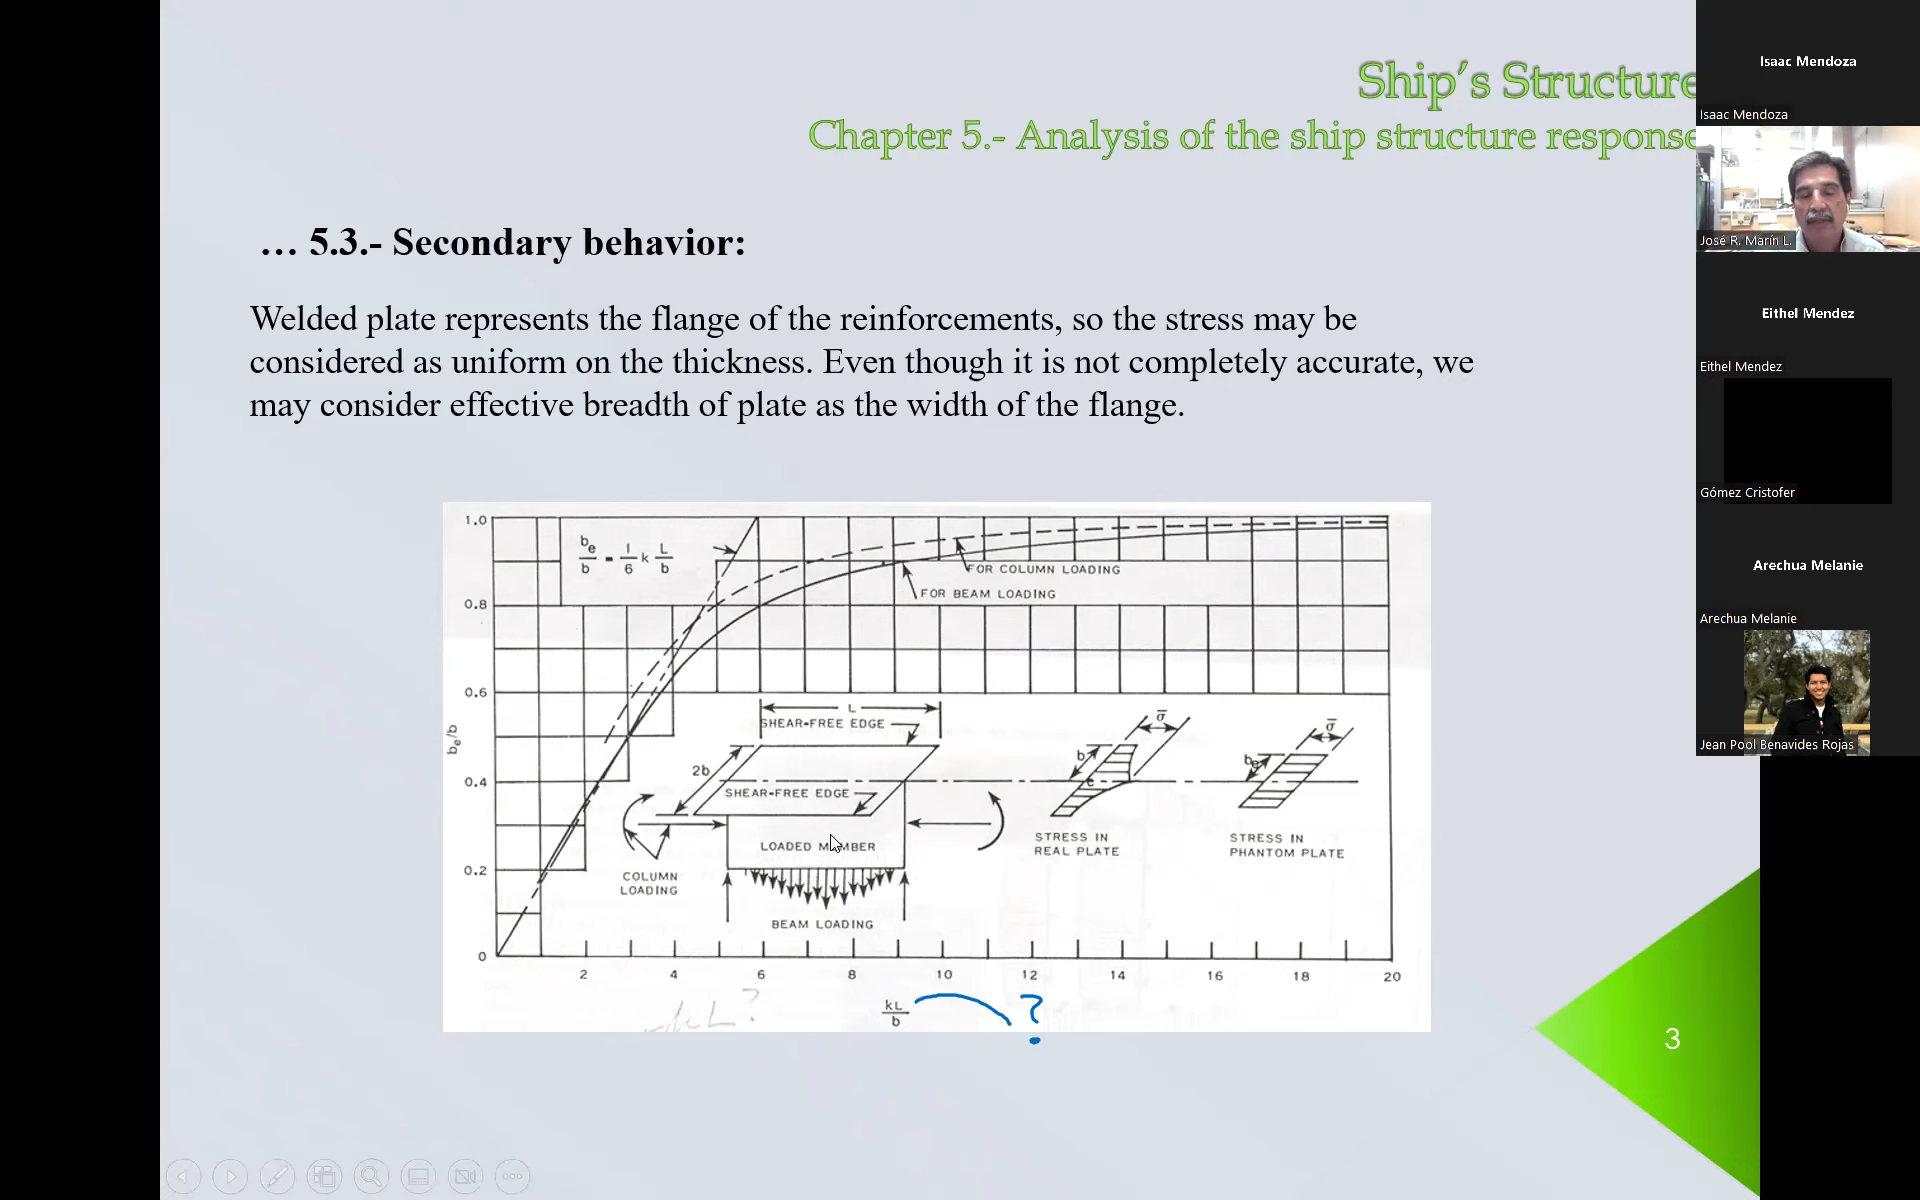 Ship's Structure
Chapter 5.- Analysis of the ship structure response
… 5.3.- Secondary behavior:
Welded plate represents the flange of the reinforcements, so the stress may be
considered as uniform on the thickness. Even though it is not completely accurate, we
may consider effective breadth of plate as the width of the flange.
1.0
be/b = 1/6 k L/b
FOR COLUMN LOADING
FOR BEAM LOADING
0.8
0.6
be/b
L
SHEAR-FREE EDGE
2b
SHEAR-FREE EDGE
0.4
LOADED MEMBER
COLUMN
LOADING
0.2
BEAM LOADING
σ
b
STRESS IN
REAL PLATE
σ
be
STRESS IN
PHANTOM PLATE
0
2 4 6 8 10 12 14 16 18 20
kL/b
?
L?
3
Isaac Mendoza
Isaac Mendoza
José R. Marín L.
Eithel Mendez
Eithel Mendez
Gómez Cristofer
Arechua Melanie
Arechua Melanie
Jean Pool Benavides Rojas